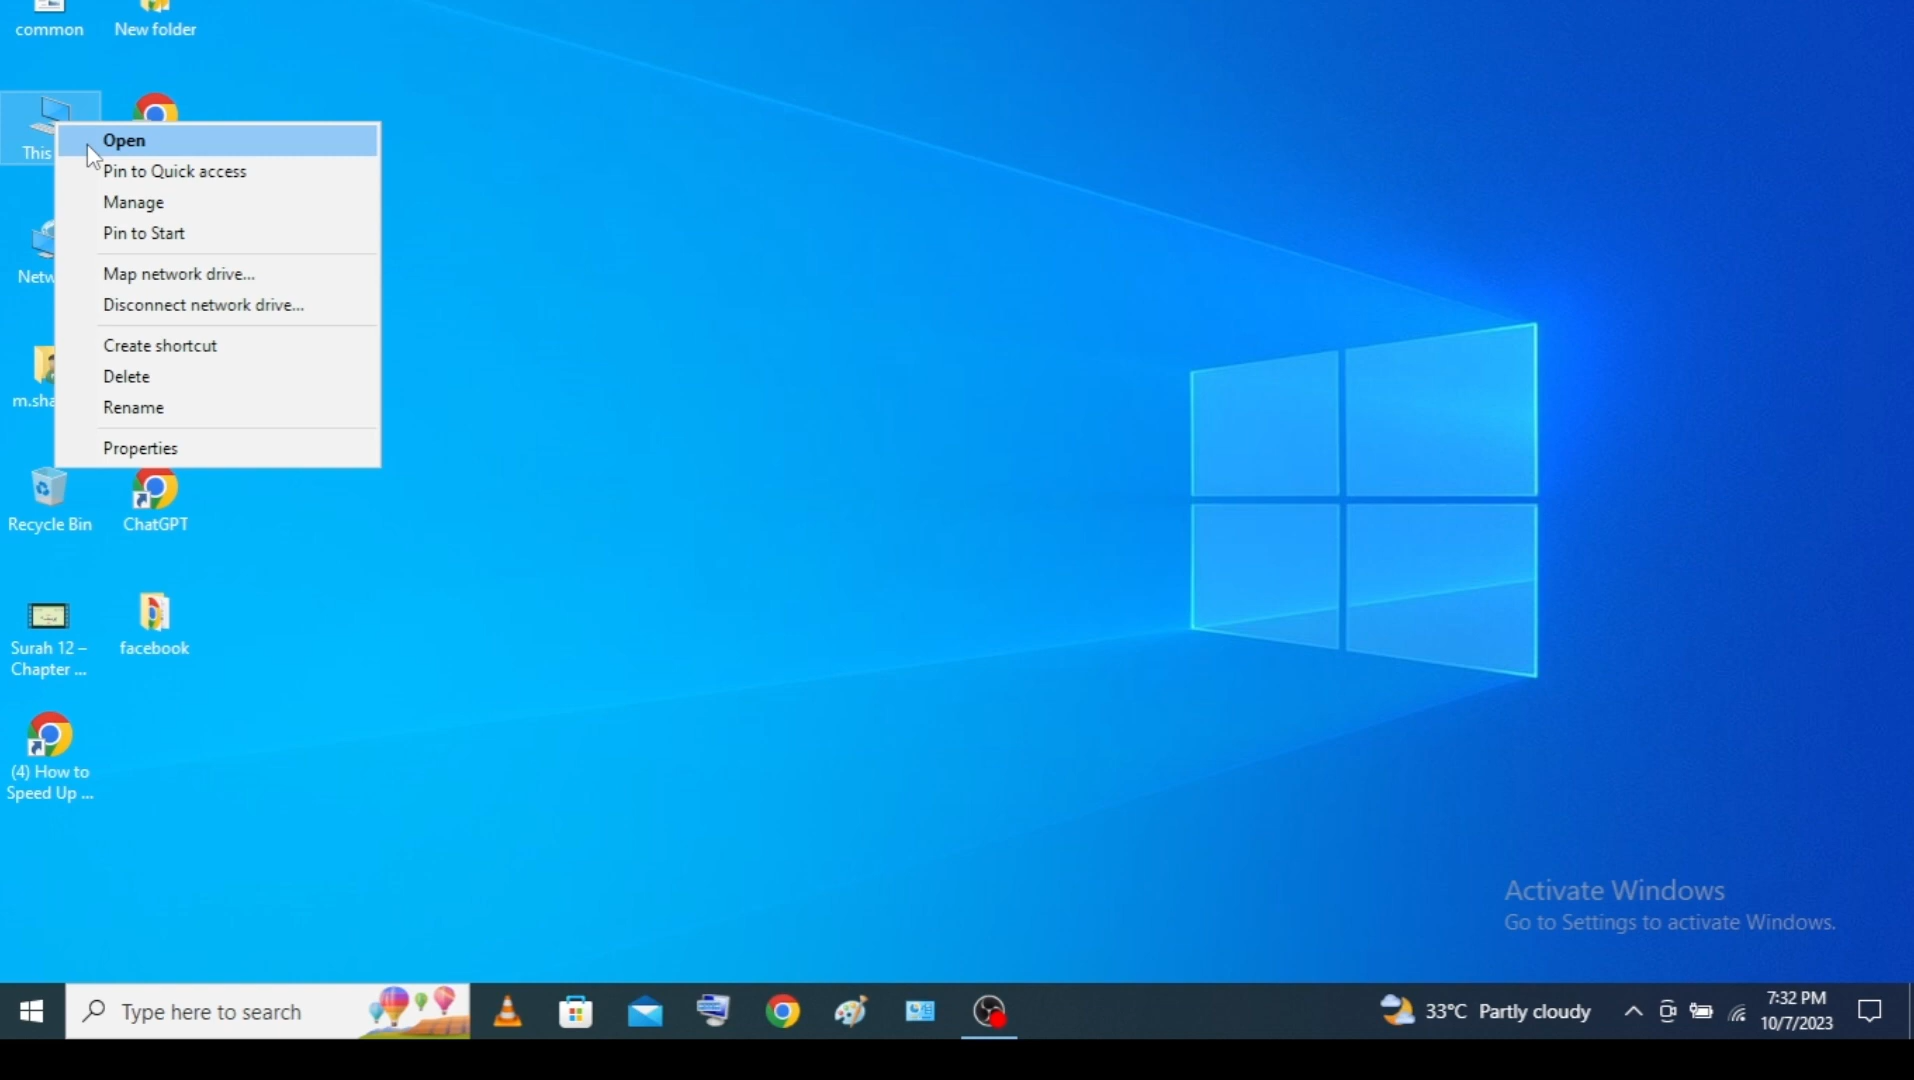 common
New folder
This
Open
Pin to Quick access
Manage
Pin to Start
Map network drive...
Disconnect network drive...
Create shortcut
Delete
Rename
Properties
Netw
m.sha
Recycle Bin
ChatGPT
Surah 12 –
Chapter ...
facebook
(4) How to
Speed Up ...
Activate Windows
Go to Settings to activate Windows.
Type here to search
33°C Partly cloudy
7:32 PM
10/7/2023